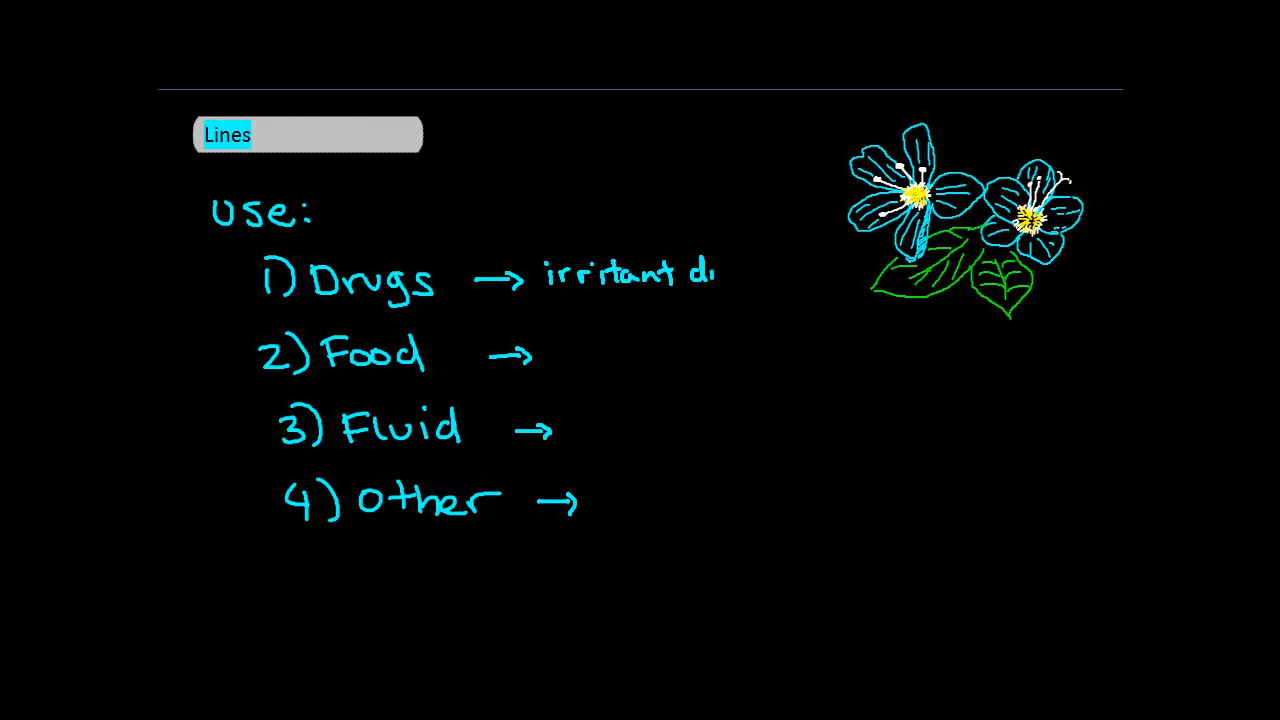 Lines
Use:
1) Drugs → irritant
2) Food →
3) Fluid →
4) Other →